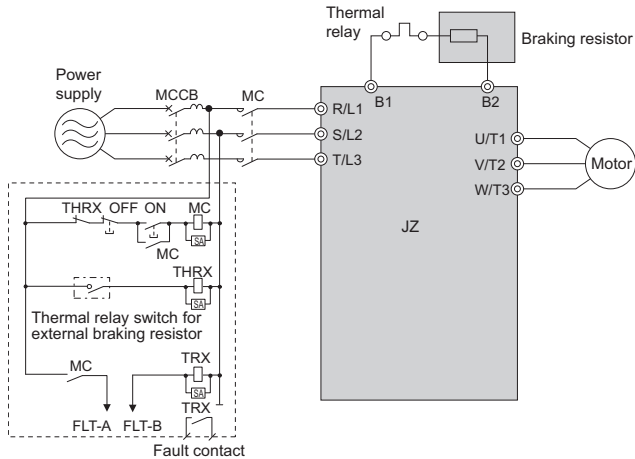 Thermal
relay
Braking resistor
Power
supply
MCCB
MC
B1
B2
R/L1
S/L2
T/L3
U/T1
V/T2
W/T3
Motor
JZ
THRX OFF ON MC
SA
MC
THRX
SA
Thermal relay switch for
external braking resistor
TRX
MC
SA
TRX
FLT-A FLT-B
Fault contact